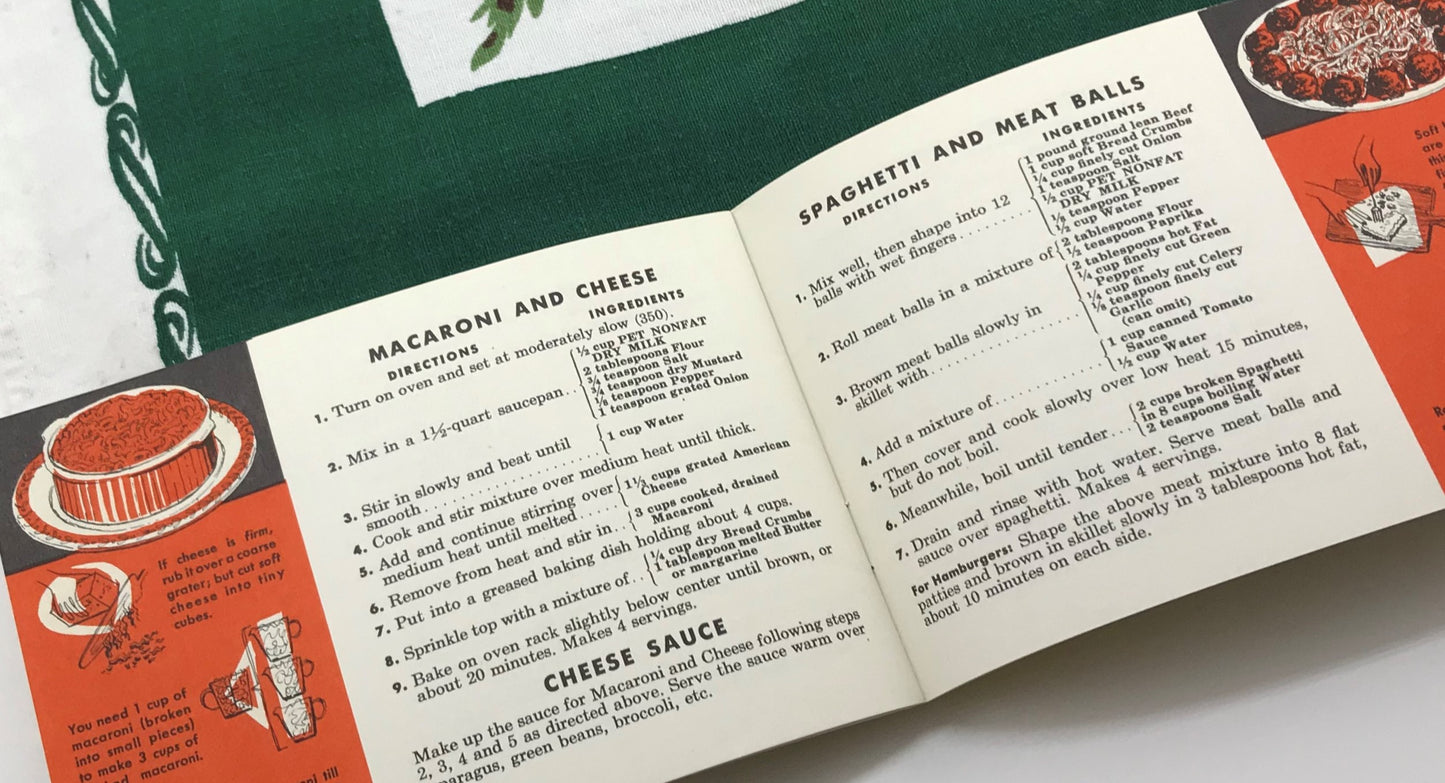 MACARONI AND CHEESE
DIRECTIONS
INGREDIENTS
1. Turn on oven and set at moderately slow (350).
2. Mix in a 1½-quart saucepan..
½ cup PET NONFAT
DRY MILK
2 tablespoons Flour
¾ teaspoon Salt
¾ teaspoon dry Mustard
⅛ teaspoon Pepper
1 teaspoon grated Onion
3. Stir in slowly and beat until
smooth....................
1 cup Water
4. Cook and stir mixture over medium heat until thick.
5. Add and continue stirring over
medium heat until melted.....
1⅓ cups grated American
Cheese
6. Remove from heat and stir in..
3 cups cooked, drained
Macaroni
7. Put into a greased baking dish holding about 4 cups.
8. Sprinkle top with a mixture of..
¼ cup dry Bread Crumbs
1 tablespoon melted Butter
or margarine
9. Bake on oven rack slightly below center until brown, or
about 20 minutes. Makes 4 servings.
CHEESE SAUCE
Make up the sauce for Macaroni and Cheese following steps
2, 3, 4 and 5 as directed above. Serve the sauce warm over
paragus, green beans, broccoli, etc.
If cheese is firm,
rub it over a coarse
grater; but cut soft
cheese into tiny
cubes.
You need 1 cup of
macaroni (broken
into small pieces)
to make 3 cups of
macaroni.
till
SPAGHETTI AND MEAT BALLS
DIRECTIONS
INGREDIENTS
1. Mix well, then shape into 12
balls with wet fingers..........
1 pound ground lean Beef
1 cup soft Bread Crumbs
¼ cup finely cut Onion
1 teaspoon Salt
½ cup PET NONFAT
DRY MILK
⅛ teaspoon Pepper
½ cup Water
2. Roll meat balls in a mixture of
2 tablespoons Flour
½ teaspoon Paprika
3. Brown meat balls slowly in
skillet with....................
2 tablespoons hot Fat
¼ cup finely cut Green
Pepper
¼ cup finely cut Celery
⅛ teaspoon finely cut
Garlic
(can omit)
4. Add a mixture of..................
1 cup canned Tomato
Sauce
½ cup Water
5. Then cover and cook slowly over low heat 15 minutes,
but do not boil.
6. Meanwhile, boil until tender....
2 cups broken Spaghetti
in 8 cups boiling Water
2 teaspoons Salt
7. Drain and rinse with hot water. Serve meat balls and
sauce over spaghetti. Makes 4 servings.
For Hamburgers: Shape the above meat mixture into 8 flat
patties and brown in skillet slowly in 3 tablespoons hot fat,
about 10 minutes on each side.
Soft
are